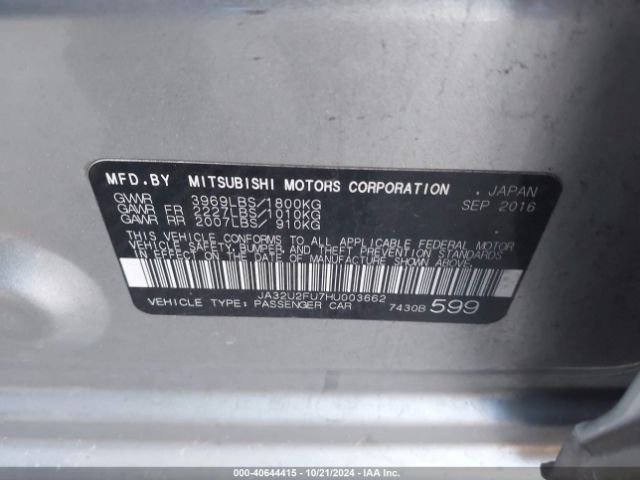 MFD. BY MITSUBISHI MOTORS CORPORATION JAPAN
GVWR 3969LBS/1800KG SEP 2016
GAWR FR 2227LBS/1010KG
GAWR RR 2007LBS/ 910KG
THIS VEHICLE CONFORMS TO ALL APPLICABLE FEDERAL MOTOR
VEHICLE SAFETY, BUMPER, AND THEFT PREVENTION STANDARDS
IN EFFECT ON THE DATE OF MANUFACTURE SHOWN ABOVE.
JA32U2FU7HU003662
VEHICLE TYPE: PASSENGER CAR 7430B 599
000-40644415 - 10/21/2024 - IAA Inc.